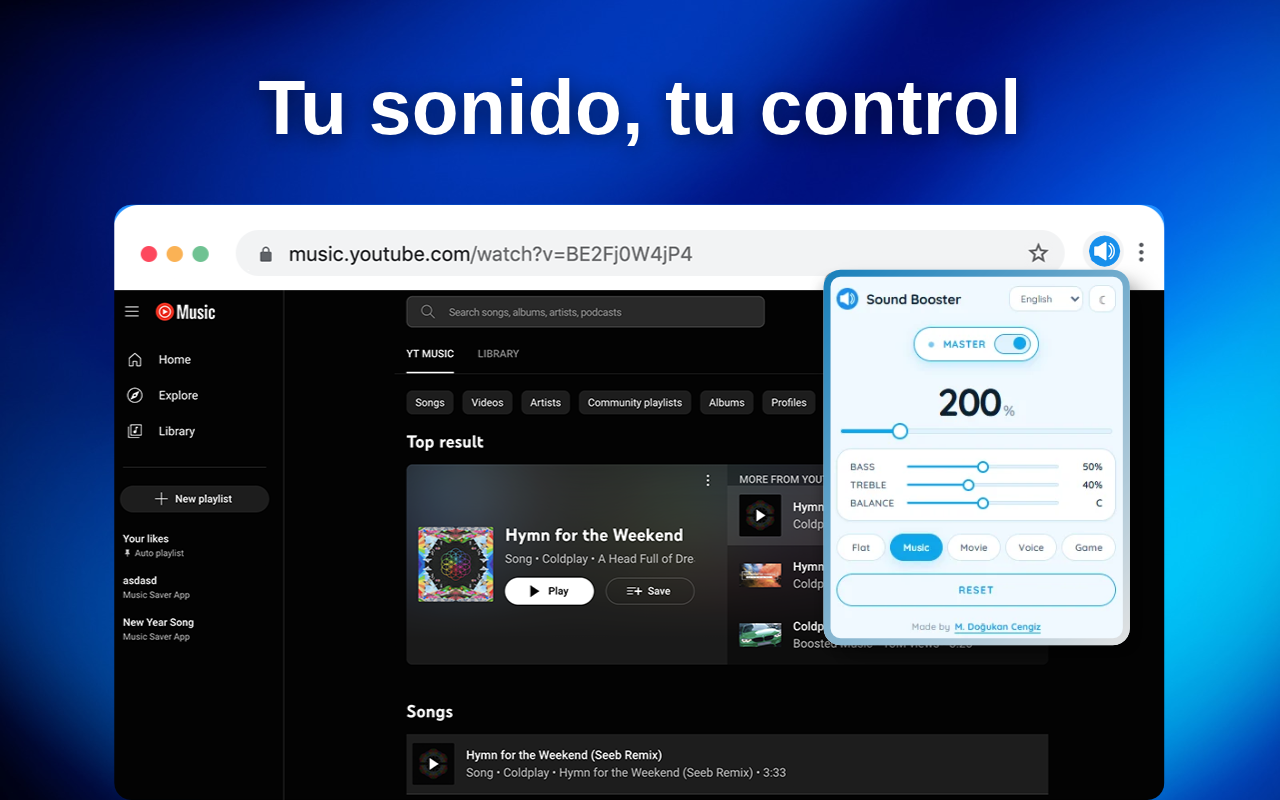 Tu sonido, tu control
music.youtube.com/watch?v=BE2Fj0W4jP4
Music
Search songs, albums, artists, podcasts
Home
Explore
Library
New playlist
Your likes
Auto playlist
asdasd
Music Saver App
New Year Song
Music Saver App
YT MUSIC
LIBRARY
Songs
Videos
Artists
Community playlists
Albums
Profiles
Top result
Hymn for the Weekend
Song • Coldplay • A Head Full of Dre
Play
Save
MORE FROM YOU
Hymn
Coldp
Hymn
Coldp
Coldp
Boosted Music
Songs
Hymn for the Weekend (Seeb Remix)
Song • Coldplay • Hymn for the Weekend (Seeb Remix) • 3:33
Sound Booster
English
MASTER
200%
BASS 50%
TREBLE 40%
BALANCE C
Flat
Music
Movie
Voice
Game
RESET
Made by M. Doğukan Cengiz